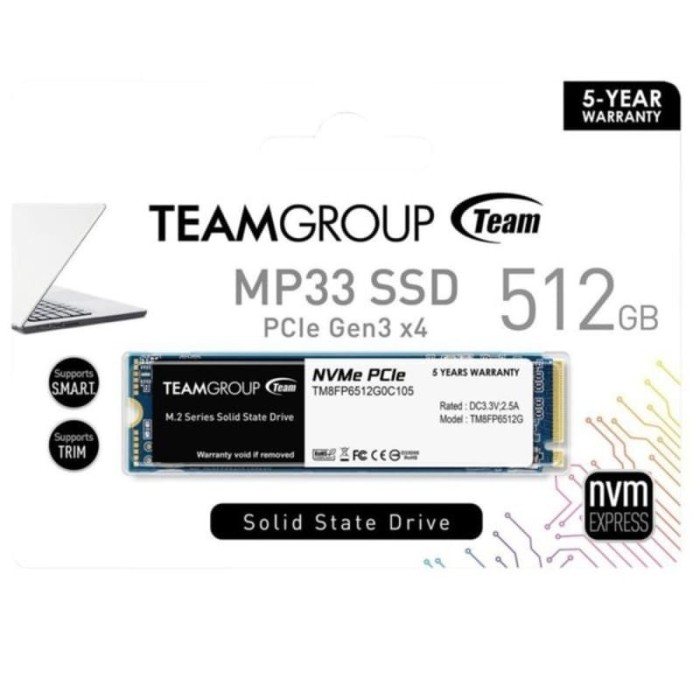 5-YEAR
WARRANTY
TEAMGROUP Team
MP33 SSD 512GB
PCIe Gen3 x4
Supports
S.M.A.R.T.
Supports
TRIM
TEAMGROUP Team
M.2 Series Solid State Drive
Warranty void if removed
NVMe PCIe 5 YEARS WARRANTY
TM8FP6512G0C105
Rated : DC3.3V;2.5A
Model : TM8FP6512G
FC CE
Solid State Drive
nvm
EXPRESS